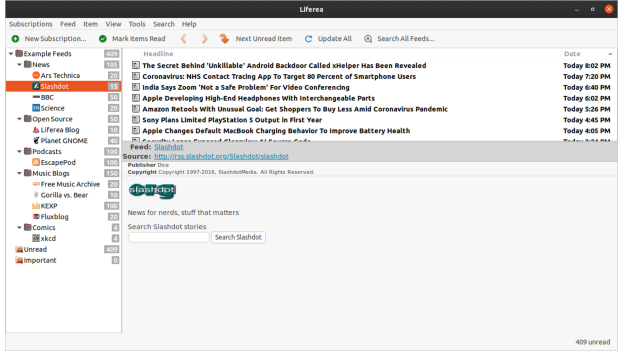 Liferea
Subscriptions Feed Item View Tools Search Help
New Subscription... Mark Items Read Next Unread Item Update All Search All Feeds...
Example Feeds 409
News 105
Ars Technica 20
Slashdot 15
BBC 50
Science 20
Open Source 50
Liferea Blog 10
Planet GNOME 40
Podcasts 100
EscapePod 100
Music Blogs 150
Free Music Archive 20
Gorilla vs. Bear 10
KEXP 100
Fluxblog 20
Comics 4
xkcd 4
Unread 409
Important 0
Headline Date
The Secret Behind 'Unkillable' Android Backdoor Called xHelper Has Been Revealed Today 8:02 PM
Coronavirus: NHS Contact Tracing App To Target 80 Percent of Smartphone Users Today 7:20 PM
India Says Zoom 'Not a Safe Problem' For Video Conferencing Today 6:40 PM
Apple Developing High-End Headphones With Interchangeable Parts Today 6:02 PM
Amazon Retools With Unusual Goal: Get Shoppers To Buy Less Amid Coronavirus Pandemic Today 5:26 PM
Sony Plans Limited PlayStation 5 Output in First Year Today 4:45 PM
Apple Changes Default MacBook Charging Behavior To Improve Battery Health Today 4:05 PM
Feed: Slashdot
Source: http://rss.slashdot.org/Slashdot/slashdot
Publisher Dice
Copyright Copyright 1997-2016, SlashdotMedia. All Rights Reserved.
slashdot
org
News for nerds, stuff that matters
Search Slashdot stories
Search Slashdot
409 unread